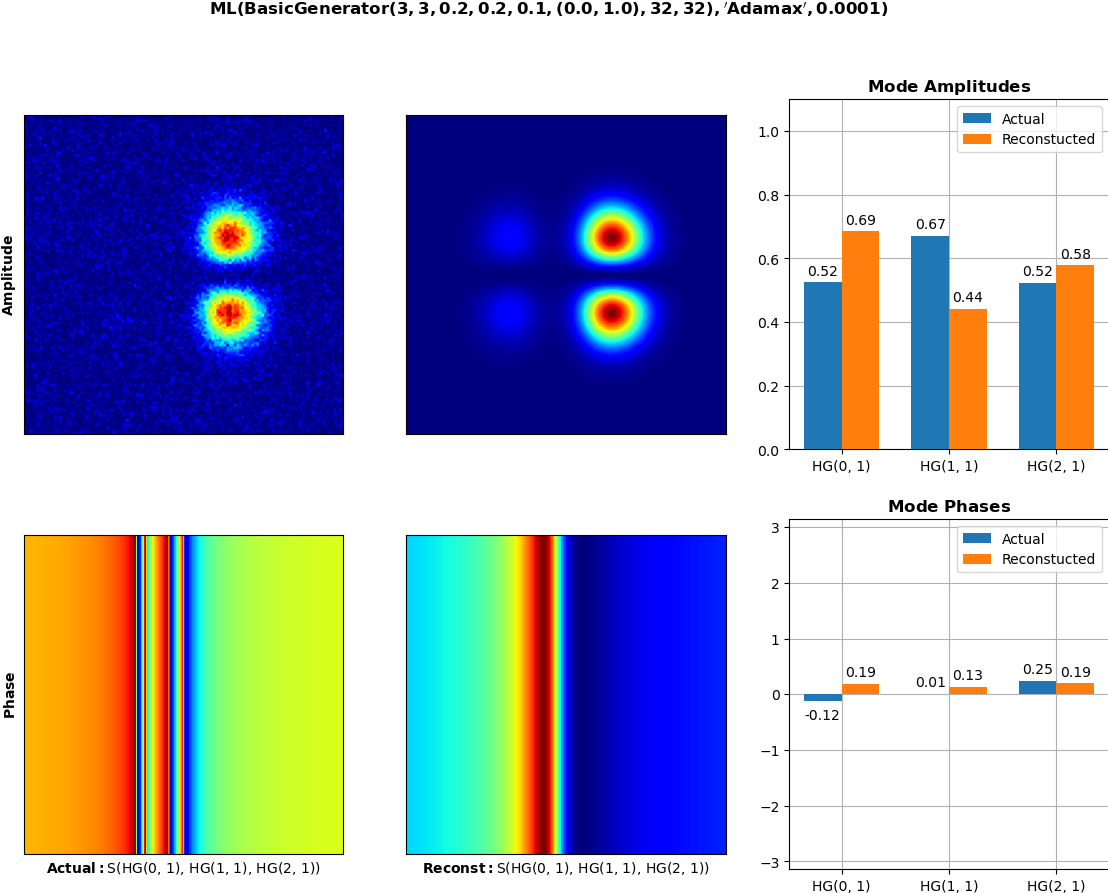 ML(BasicGenerator(3, 3, 0.2, 0.2, 0.1, (0.0, 1.0), 32, 32), ′Adamax′, 0.0001)
Amplitude
Mode Amplitudes
Actual
Reconstucted
1.0
0.8
0.6
0.4
0.2
0.0
0.52
0.69
0.67
0.44
0.52
0.58
HG(0, 1)
HG(1, 1)
HG(2, 1)
Phase
Actual: S(HG(0, 1), HG(1, 1), HG(2, 1))
Reconst: S(HG(0, 1), HG(1, 1), HG(2, 1))
Mode Phases
Actual
Reconstucted
3
2
1
0
−1
−2
−3
-0.12
0.19
0.01
0.13
0.25
0.19
HG(0, 1)
HG(1, 1)
HG(2, 1)